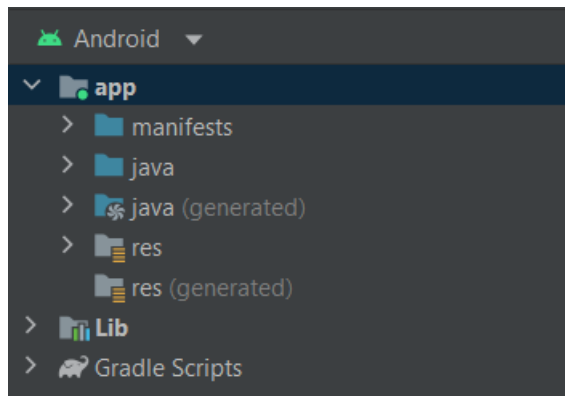 Android
app
manifests
java
java (generated)
res
res (generated)
Lib
Gradle Scripts